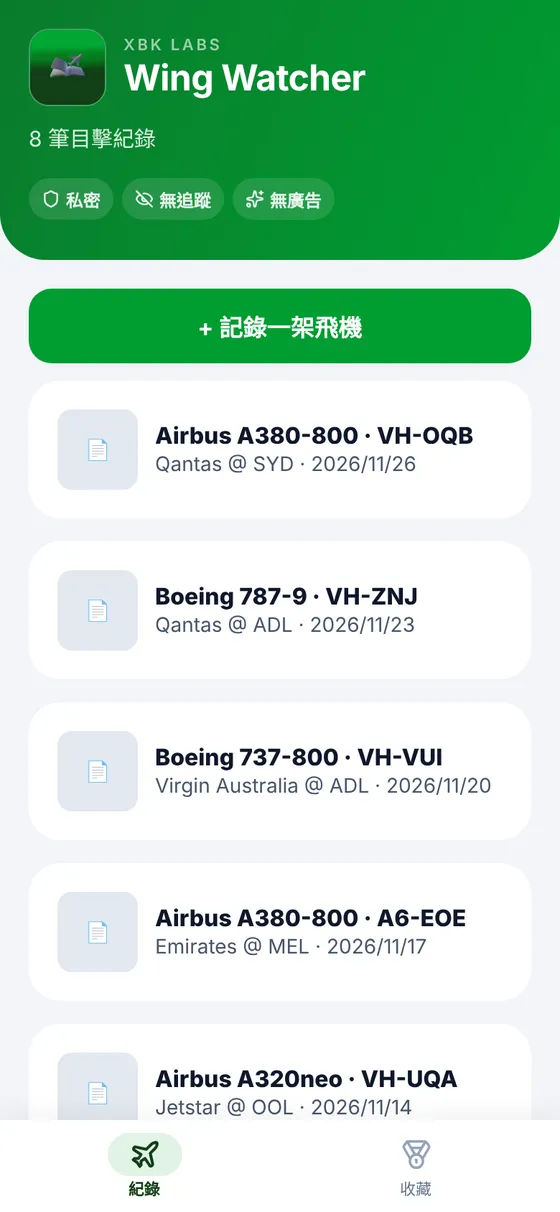 XBK LABS
Wing Watcher
8 筆目擊紀錄
私密
無追蹤
無廣告
+ 記錄一架飛機
Airbus A380-800 · VH-OQB
Qantas @ SYD · 2026/11/26
Boeing 787-9 · VH-ZNJ
Qantas @ ADL · 2026/11/23
Boeing 737-800 · VH-VUI
Virgin Australia @ ADL · 2026/11/20
Airbus A380-800 · A6-EOE
Emirates @ MEL · 2026/11/17
Airbus A320neo · VH-UQA
Jetstar @ OOL · 2026/11/14
紀錄
收藏